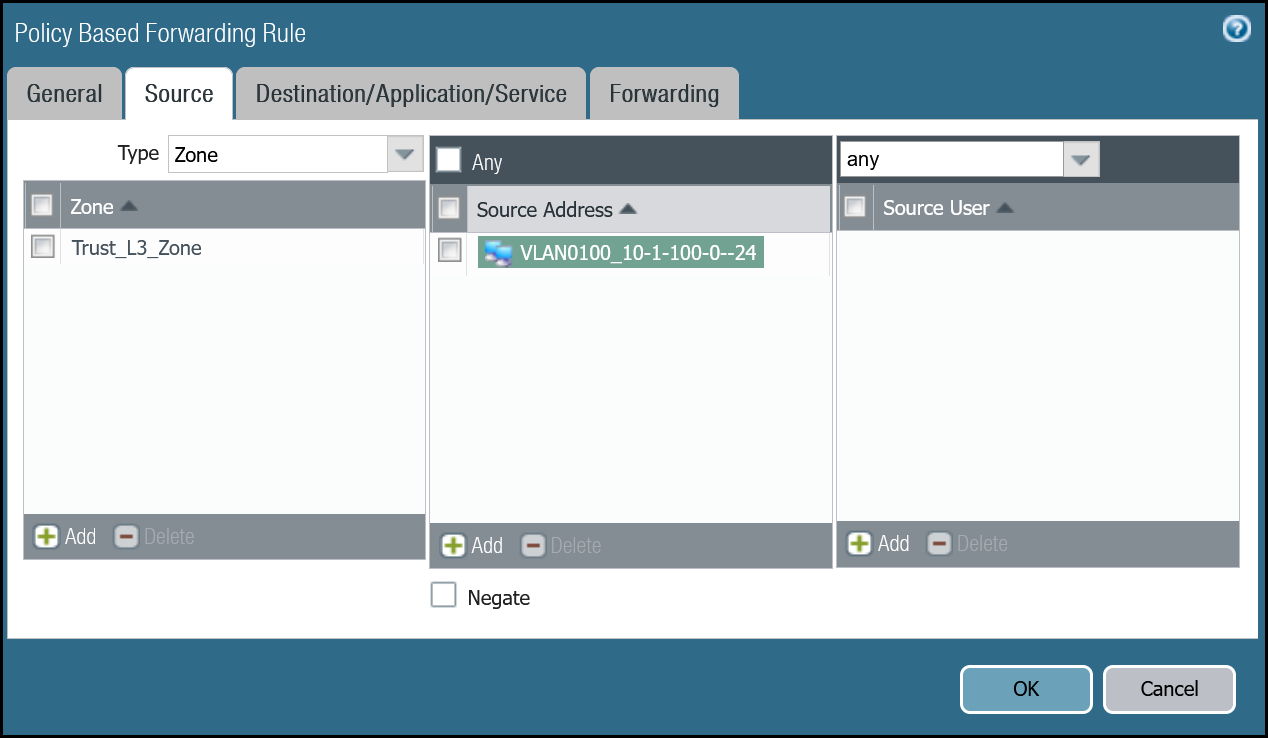 Policy Based Forwarding Rule
General
Source
Destination/Application/Service
Forwarding
Type
Zone
Zone
Trust_L3_Zone
Add
Delete
Any
Source Address
VLAN0100_10-1-100-0--24
Add
Delete
Negate
any
Source User
Add
Delete
OK
Cancel